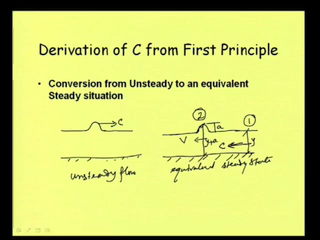 Derivation of C from First Principle
• Conversion from Unsteady to an equivalent
Steady situation
② ①
C a
V y+a C y
unsteady flow equivalent steady state